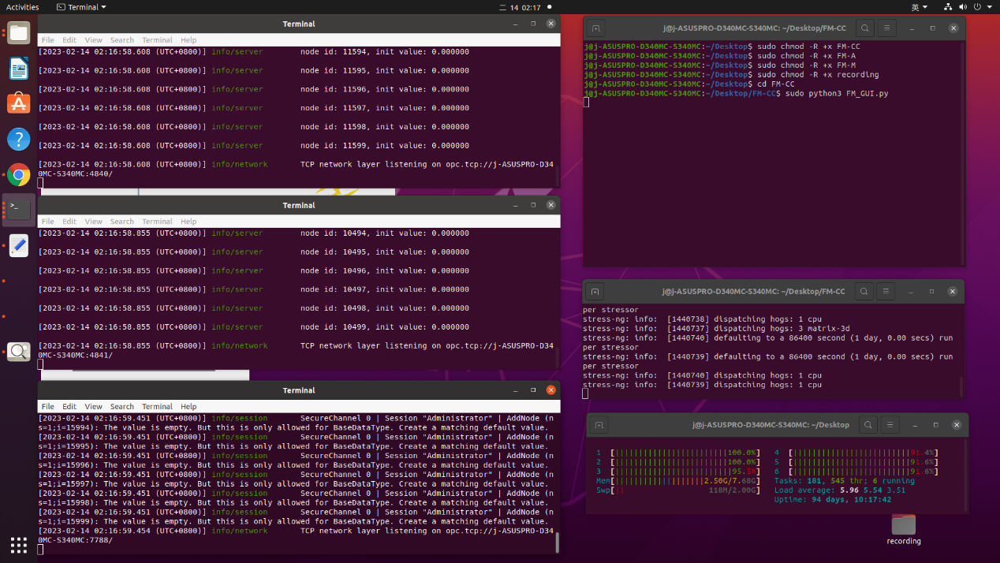 Activities
Terminal
二 14 02:17
英
Terminal
File Edit View Search Terminal Help
[2023-02-14 02:16:58.608 (UTC+0800)] info/server node id: 11594, init value: 0.000000
[2023-02-14 02:16:58.608 (UTC+0800)] info/server node id: 11595, init value: 0.000000
[2023-02-14 02:16:58.608 (UTC+0800)] info/server node id: 11596, init value: 0.000000
[2023-02-14 02:16:58.608 (UTC+0800)] info/server node id: 11597, init value: 0.000000
[2023-02-14 02:16:58.608 (UTC+0800)] info/server node id: 11598, init value: 0.000000
[2023-02-14 02:16:58.608 (UTC+0800)] info/server node id: 11599, init value: 0.000000
[2023-02-14 02:16:58.608 (UTC+0800)] info/network TCP network layer listening on opc.tcp://j-ASUSPRO-D34
0MC-S340MC:4840/
Terminal
File Edit View Search Terminal Help
[2023-02-14 02:16:58.855 (UTC+0800)] info/server node id: 10494, init value: 0.000000
[2023-02-14 02:16:58.855 (UTC+0800)] info/server node id: 10495, init value: 0.000000
[2023-02-14 02:16:58.855 (UTC+0800)] info/server node id: 10496, init value: 0.000000
[2023-02-14 02:16:58.855 (UTC+0800)] info/server node id: 10497, init value: 0.000000
[2023-02-14 02:16:58.855 (UTC+0800)] info/server node id: 10498, init value: 0.000000
[2023-02-14 02:16:58.855 (UTC+0800)] info/server node id: 10499, init value: 0.000000
[2023-02-14 02:16:58.855 (UTC+0800)] info/network TCP network layer listening on opc.tcp://j-ASUSPRO-D34
0MC-S340MC:4841/
Terminal
File Edit View Search Terminal Help
[2023-02-14 02:16:59.451 (UTC+0800)] info/session SecureChannel 0 | Session "Administrator" | AddNode (n
s=1;i=15994): The value is empty. But this is only allowed for BaseDataType. Create a matching default value.
[2023-02-14 02:16:59.451 (UTC+0800)] info/session SecureChannel 0 | Session "Administrator" | AddNode (n
s=1;i=15995): The value is empty. But this is only allowed for BaseDataType. Create a matching default value.
[2023-02-14 02:16:59.451 (UTC+0800)] info/session SecureChannel 0 | Session "Administrator" | AddNode (n
s=1;i=15996): The value is empty. But this is only allowed for BaseDataType. Create a matching default value.
[2023-02-14 02:16:59.451 (UTC+0800)] info/session SecureChannel 0 | Session "Administrator" | AddNode (n
s=1;i=15997): The value is empty. But this is only allowed for BaseDataType. Create a matching default value.
[2023-02-14 02:16:59.451 (UTC+0800)] info/session SecureChannel 0 | Session "Administrator" | AddNode (n
s=1;i=15998): The value is empty. But this is only allowed for BaseDataType. Create a matching default value.
[2023-02-14 02:16:59.451 (UTC+0800)] info/session SecureChannel 0 | Session "Administrator" | AddNode (n
s=1;i=15999): The value is empty. But this is only allowed for BaseDataType. Create a matching default value.
[2023-02-14 02:16:59.454 (UTC+0800)] info/network TCP network layer listening on opc.tcp://j-ASUSPRO-D34
0MC-S340MC:7788/
j@j-ASUSPRO-D340MC-S340MC: ~/Desktop/FM-CC
j@j-ASUSPRO-D340MC-S340MC:~/Desktop$ sudo chmod -R +x FM-CC
j@j-ASUSPRO-D340MC-S340MC:~/Desktop$ sudo chmod -R +x FM-A
j@j-ASUSPRO-D340MC-S340MC:~/Desktop$ sudo chmod -R +x FM-M
j@j-ASUSPRO-D340MC-S340MC:~/Desktop$ sudo chmod -R +x recording
j@j-ASUSPRO-D340MC-S340MC:~/Desktop$ cd FM-CC
j@j-ASUSPRO-D340MC-S340MC:~/Desktop/FM-CC$ sudo python3 FM_GUI.py
j@j-ASUSPRO-D340MC-S340MC: ~/Desktop/FM-CC
per stressor
stress-ng: info: [1440738] dispatching hogs: 1 cpu
stress-ng: info: [1440737] dispatching hogs: 3 matrix-3d
stress-ng: info: [1440740] defaulting to a 86400 second (1 day, 0.00 secs) run
per stressor
stress-ng: info: [1440739] defaulting to a 86400 second (1 day, 0.00 secs) run
per stressor
stress-ng: info: [1440740] dispatching hogs: 1 cpu
stress-ng: info: [1440739] dispatching hogs: 1 cpu
j@j-ASUSPRO-D340MC-S340MC: ~/Desktop
1 [||||||||||||||||||||||||100.0%] 4 [|||||||||||||||||||||||||91.4%]
2 [||||||||||||||||||||||||100.0%] 5 [|||||||||||||||||||||||||91.6%]
3 [|||||||||||||||||||||||||95.5%] 6 [|||||||||||||||||||||||||91.6%]
Mem[|||||||||||||||||||2.50G/7.68G] Tasks: 181, 545 thr; 6 running
Swp[|| 118M/2.00G] Load average: 5.96 5.54 3.51
Uptime: 94 days, 10:17:42
recording